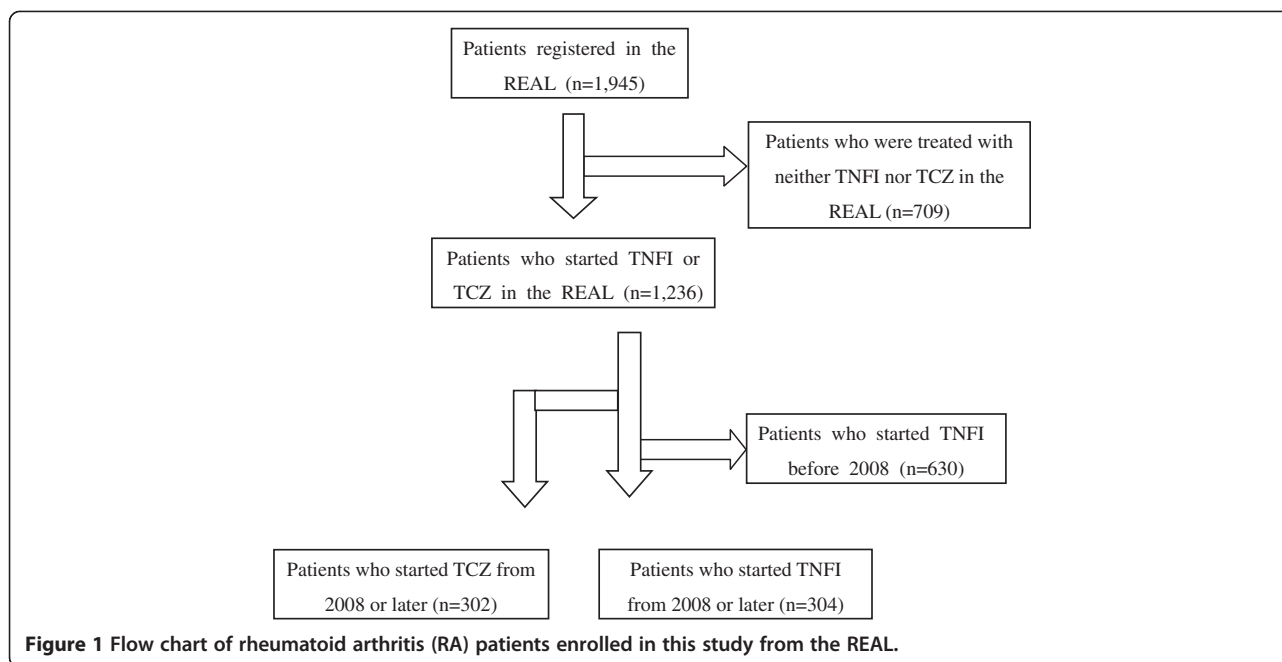 Patients registered in the
REAL (n=1,945)
Patients who were treated with
neither TNFI nor TCZ in the
REAL (n=709)
Patients who started TNFI or
TCZ in the REAL (n=1,236)
Patients who started TNFI
before 2008 (n=630)
Patients who started TCZ from
2008 or later (n=302)
Patients who started TNFI
from 2008 or later (n=304)
Figure 1 Flow chart of rheumatoid arthritis (RA) patients enrolled in this study from the REAL.